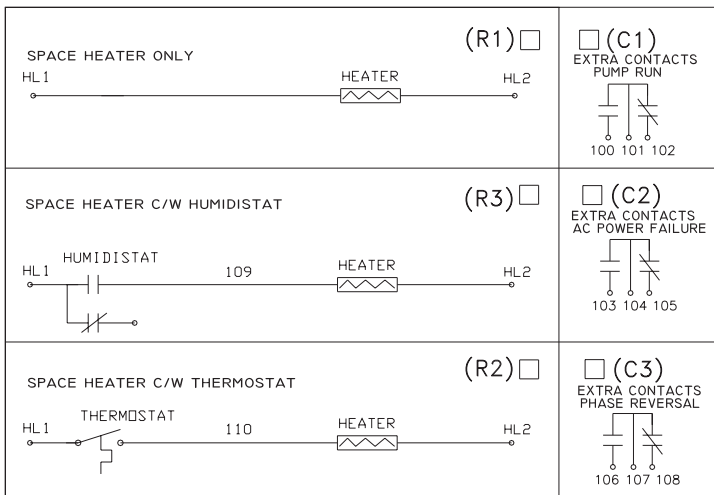 (R1)
SPACE HEATER ONLY
HL1
HEATER
HL2
(C1)
EXTRA CONTACTS
PUMP RUN
100 101 102
(R3)
SPACE HEATER C/W HUMIDISTAT
HUMIDISTAT
HL1
109
HEATER
HL2
(C2)
EXTRA CONTACTS
AC POWER FAILURE
103 104 105
(R2)
SPACE HEATER C/W THERMOSTAT
THERMOSTAT
HL1
110
HEATER
HL2
(C3)
EXTRA CONTACTS
PHASE REVERSAL
106 107 108